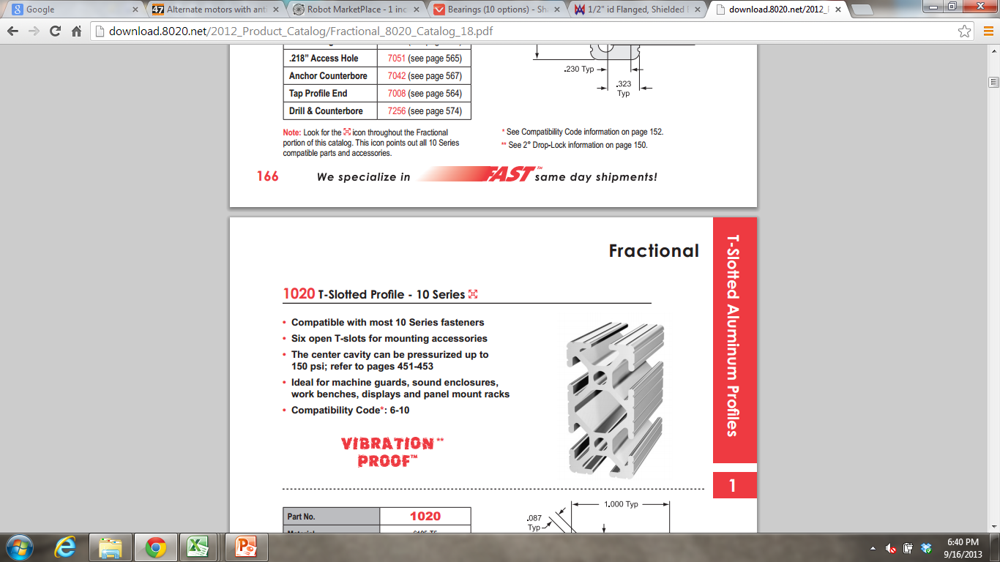 Google
Alternate motors with anti
Robot MarketPlace - 1 inc
Bearings (10 options) - Sh
1/2" id Flanged, Shielded
download.8020.net/2012_
download.8020.net/2012_Product_Catalog/Fractional_8020_Catalog_18.pdf
.218” Access Hole 7051 (see page 565)
Anchor Counterbore 7042 (see page 567)
Tap Profile End 7008 (see page 564)
Drill & Counterbore 7256 (see page 574)
.230 Typ
.323
Typ
Note: Look for the icon throughout the Fractional
portion of this catalog. This icon points out all 10 Series
compatible parts and accessories.
* See Compatibility Code information on page 152.
** See 2° Drop-Lock information on page 150.
166 We specialize in FAST™ same day shipments!
Fractional
T-Slotted Aluminum Profiles
1020 T-Slotted Profile - 10 Series
• Compatible with most 10 Series fasteners
• Six open T-slots for mounting accessories
• The center cavity can be pressurized up to
150 psi; refer to pages 451-453
• Ideal for machine guards, sound enclosures,
work benches, displays and panel mount racks
• Compatibility Code*: 6-10
VIBRATION**
PROOF™
1
Part No. 1020
1.000 Typ
.087
Typ
6:40 PM
9/16/2013